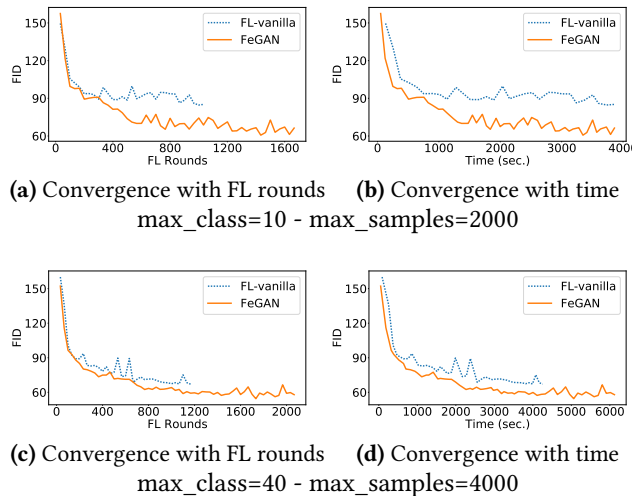 FL-vanilla
FeGAN
150
120
90
60
FID
0 400 800 1200 1600
FL Rounds
FL-vanilla
FeGAN
150
120
90
60
FID
0 1000 2000 3000 4000
Time (sec.)
(a) Convergence with FL rounds (b) Convergence with time
max_class=10 - max_samples=2000
FL-vanilla
FeGAN
150
120
90
60
FID
0 400 800 1200 1600 2000
FL Rounds
FL-vanilla
FeGAN
150
120
90
60
FID
0 1000 2000 3000 4000 5000 6000
Time (sec.)
(c) Convergence with FL rounds (d) Convergence with time
max_class=40 - max_samples=4000